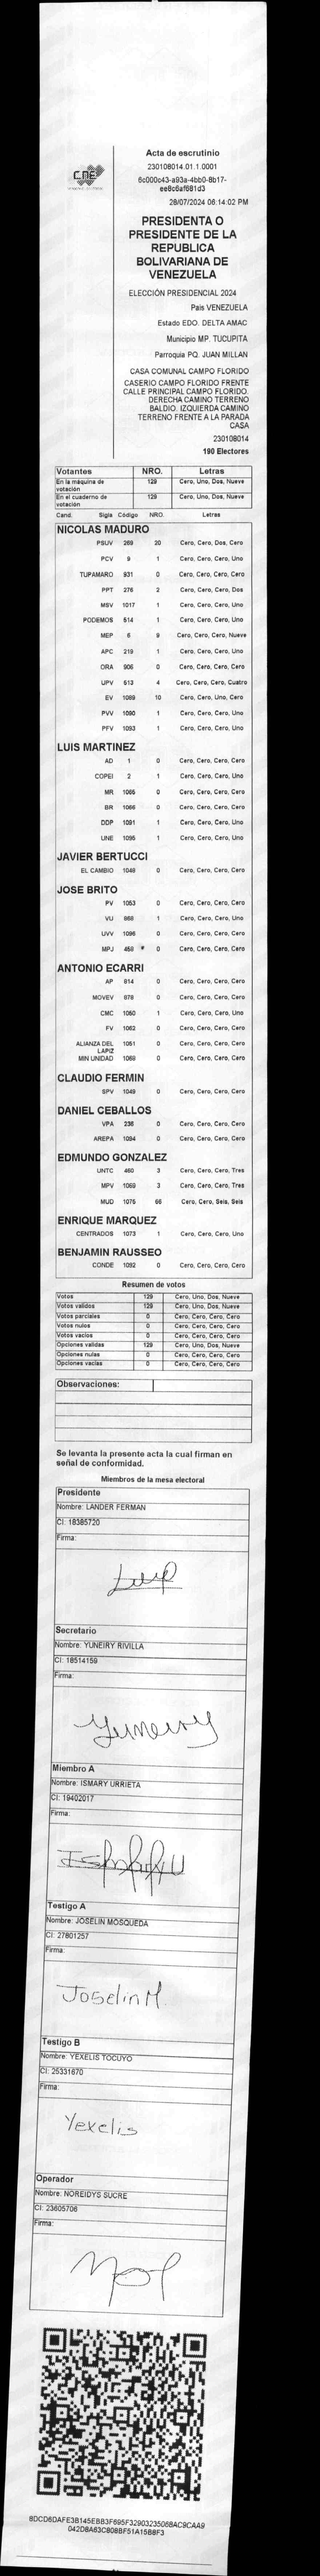 CNE
Acta de escrutinio
230108014.01.1.0001
6c000c43-a93a-4bb0-8b17-
ee8c6af681d3
28/07/2024 06:14:02 PM
PRESIDENTA O
PRESIDENTE DE LA
REPUBLICA
BOLIVARIANA DE
VENEZUELA
ELECCIÓN PRESIDENCIAL 2024
Pais VENEZUELA
Estado EDO. DELTA AMAC
Municipio MP. TUCUPITA
Parroquia PQ. JUAN MILLAN
CASA COMUNAL CAMPO FLORIDO
CASERIO CAMPO FLORIDO FRENTE
CALLE PRINCIPAL CAMPO FLORIDO.
DERECHA CAMINO TERRENO
BALDIO. IZQUIERDA CAMINO
TERRENO FRENTE A LA PARADA
CASA
230108014
190 Electores
Votantes NRO. Letras
En la máquina de votación 129 Cero, Uno, Dos, Nueve
En el cuaderno de votación 129 Cero, Uno, Dos, Nueve
Cand. Sigla Código NRO. Letras
NICOLAS MADURO
PSUV 269 20 Cero, Cero, Dos, Cero
PCV 9 1 Cero, Cero, Cero, Uno
TUPAMARO 931 0 Cero, Cero, Cero, Cero
PPT 276 2 Cero, Cero, Cero, Dos
MSV 1017 1 Cero, Cero, Cero, Uno
PODEMOS 514 1 Cero, Cero, Cero, Uno
MEP 6 9 Cero, Cero, Cero, Nueve
APC 219 1 Cero, Cero, Cero, Uno
ORA 906 0 Cero, Cero, Cero, Cero
UPV 513 4 Cero, Cero, Cero, Cuatro
EV 1089 10 Cero, Cero, Uno, Cero
PVV 1090 1 Cero, Cero, Cero, Uno
PFV 1093 1 Cero, Cero, Cero, Uno
LUIS MARTINEZ
AD 1 0 Cero, Cero, Cero, Cero
COPEI 2 1 Cero, Cero, Cero, Uno
MR 1065 0 Cero, Cero, Cero, Cero
BR 1066 0 Cero, Cero, Cero, Cero
DDP 1091 1 Cero, Cero, Cero, Uno
UNE 1095 1 Cero, Cero, Cero, Uno
JAVIER BERTUCCI
EL CAMBIO 1048 0 Cero, Cero, Cero, Cero
JOSE BRITO
PV 1053 0 Cero, Cero, Cero, Cero
VU 868 1 Cero, Cero, Cero, Uno
UVV 1096 0 Cero, Cero, Cero, Cero
MPJ 458 0 Cero, Cero, Cero, Cero
ANTONIO ECARRI
AP 814 0 Cero, Cero, Cero, Cero
MOVEV 878 0 Cero, Cero, Cero, Cero
CMC 1050 1 Cero, Cero, Cero, Uno
FV 1062 0 Cero, Cero, Cero, Cero
ALIANZA DEL LAPIZ 1051 0 Cero, Cero, Cero, Cero
MIN UNIDAD 1068 0 Cero, Cero, Cero, Cero
CLAUDIO FERMIN
SPV 1049 0 Cero, Cero, Cero, Cero
DANIEL CEBALLOS
VPA 238 0 Cero, Cero, Cero, Cero
AREPA 1094 0 Cero, Cero, Cero, Cero
EDMUNDO GONZALEZ
UNTC 460 3 Cero, Cero, Cero, Tres
MPV 1069 3 Cero, Cero, Cero, Tres
MUD 1075 66 Cero, Cero, Seis, Seis
ENRIQUE MARQUEZ
CENTRADOS 1073 1 Cero, Cero, Cero, Uno
BENJAMIN RAUSSEO
CONDE 1092 0 Cero, Cero, Cero, Cero
Resumen de votos
Votos 129 Cero, Uno, Dos, Nueve
Votos validos 129 Cero, Uno, Dos, Nueve
Votos parciales 0 Cero, Cero, Cero, Cero
Votos nulos 0 Cero, Cero, Cero, Cero
Votos vacios 0 Cero, Cero, Cero, Cero
Opciones validas 129 Cero, Uno, Dos, Nueve
Opciones nulas 0 Cero, Cero, Cero, Cero
Opciones vacias 0 Cero, Cero, Cero, Cero
Observaciones:
Se levanta la presente acta la cual firman en
señal de conformidad.
Miembros de la mesa electoral
Presidente
Nombre: LANDER FERMAN
CI: 18385720
Firma:
Secretario
Nombre: YUNEIRY RIVILLA
CI: 18514159
Firma:
Yuneiry
Miembro A
Nombre: ISMARY URRIETA
CI: 19402017
Firma:
Testigo A
Nombre: JOSELIN MOSQUEDA
CI: 27801257
Firma:
Joselin M.
Testigo B
Nombre: YEXELIS TOCUYO
CI: 25331670
Firma:
Yexelis
Operador
Nombre: NOREIDYS SUCRE
CI: 23605706
Firma:
8DCD6DAFE3B145EBB3F695F32903235068AC9CAA9
042D8A63C808BF51A15B8F3